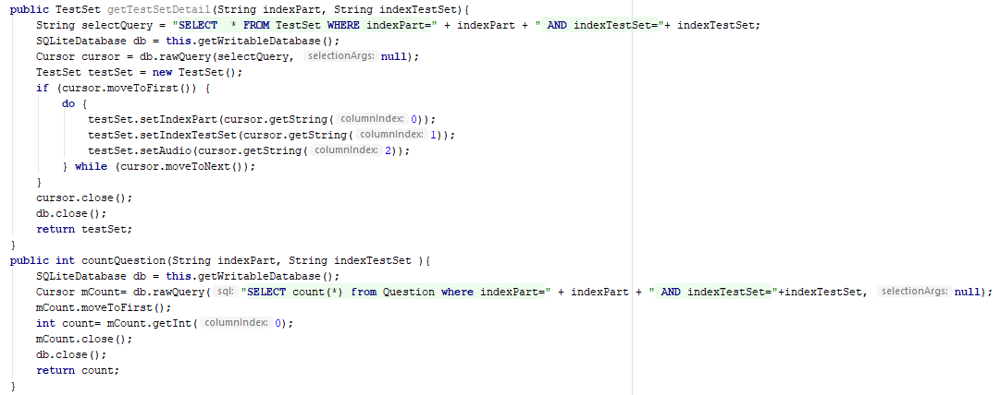 public TestSet getTestSetDetail(String indexPart, String indexTestSet){
    String selectQuery = "SELECT  * FROM TestSet WHERE indexPart=" + indexPart + " AND indexTestSet="+ indexTestSet;
    SQLiteDatabase db = this.getWritableDatabase();
    Cursor cursor = db.rawQuery(selectQuery, selectionArgs: null);
    TestSet testSet = new TestSet();
    if (cursor.moveToFirst()) {
        do {
            testSet.setIndexPart(cursor.getString( columnIndex: 0));
            testSet.setIndexTestSet(cursor.getString( columnIndex: 1));
            testSet.setAudio(cursor.getString( columnIndex: 2));
        } while (cursor.moveToNext());
    }
    cursor.close();
    db.close();
    return testSet;
}
public int countQuestion(String indexPart, String indexTestSet ){
    SQLiteDatabase db = this.getWritableDatabase();
    Cursor mCount= db.rawQuery( sql: "SELECT count(*) from Question where indexPart=" + indexPart + " AND indexTestSet="+indexTestSet, selectionArgs: null);
    mCount.moveToFirst();
    int count= mCount.getInt( columnIndex: 0);
    mCount.close();
    db.close();
    return count;
}